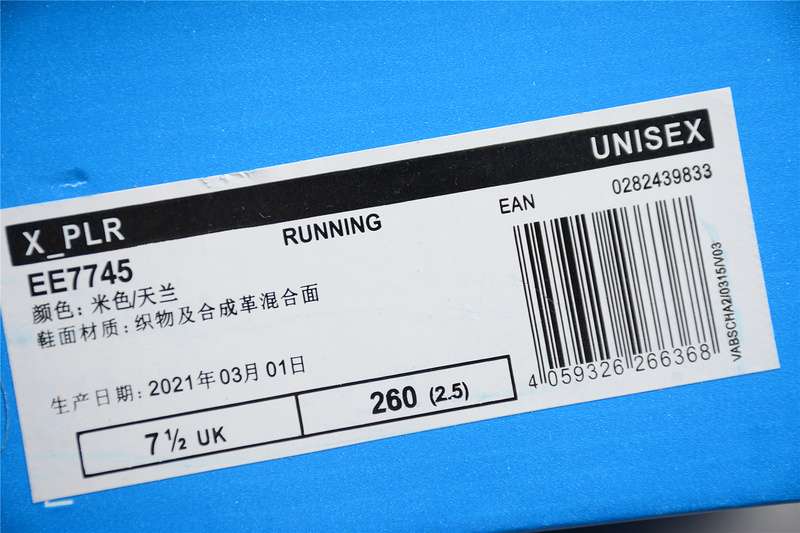 UNISEX
X_PLR
RUNNING
EAN
0282439833
EE7745
颜色: 米色/天兰
鞋面材质: 织物及合成革混合面
生产日期: 2021年03月01日
7 ½ UK
260 (2.5)
4 059326 266368
VABSCHA2/0315/V03